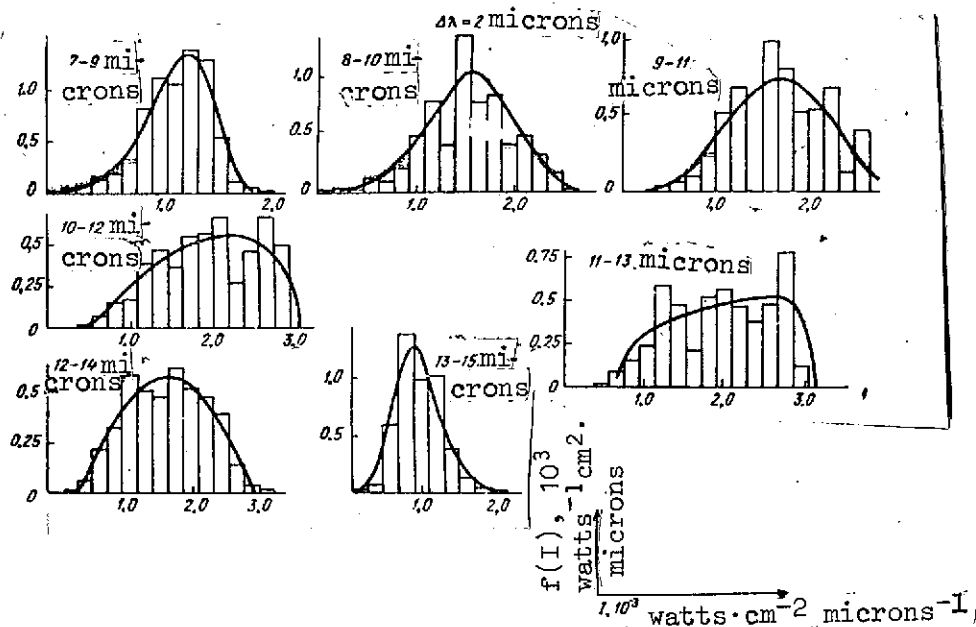 Δλ = 2 microns
7-9 mi-
crons
1.0
0,5
0
1,0
2.0
8-10 mi-
crons
1.0
0,5
0
1,0
2,0
9-11
microns
1,0
0,5
0
1.0
2.0
10-12 mi-
crons
0,5
0,25
0
1.0
2.0
3.0
11-13 microns
0.75
0.5
0.25
0
1.0
2.0
3.0
12-14 mi-
crons
0,5
0,25
0
1,0
2,0
3.0
13-15 mi-
crons
1,0
0,5
1.0
2.0
f(I), 10³
watts⁻¹cm².
microns
I.10³ watts·cm⁻² microns⁻¹